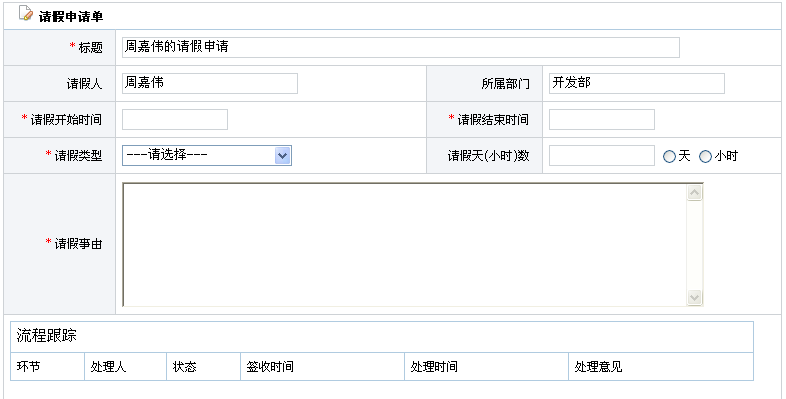 请假申请单
* 标题 周嘉伟的请假申请
请假人 周嘉伟 所属部门 开发部
* 请假开始时间 * 请假结束时间
* 请假类型 ---请选择--- 请假天(小时)数 天 小时
* 请假事由
流程跟踪
环节 处理人 状态 签收时间 处理时间 处理意见